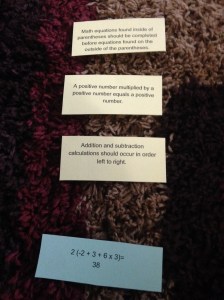 Math equations found inside of
parentheses should be completed
before equations found on the
outside of the parentheses.
A positive number multiplied by a
positive number equals a positive
number.
Addition and subtraction
calculations should occur in order
left to right.
2 (-2 + 3 + 6 x 3)=
38